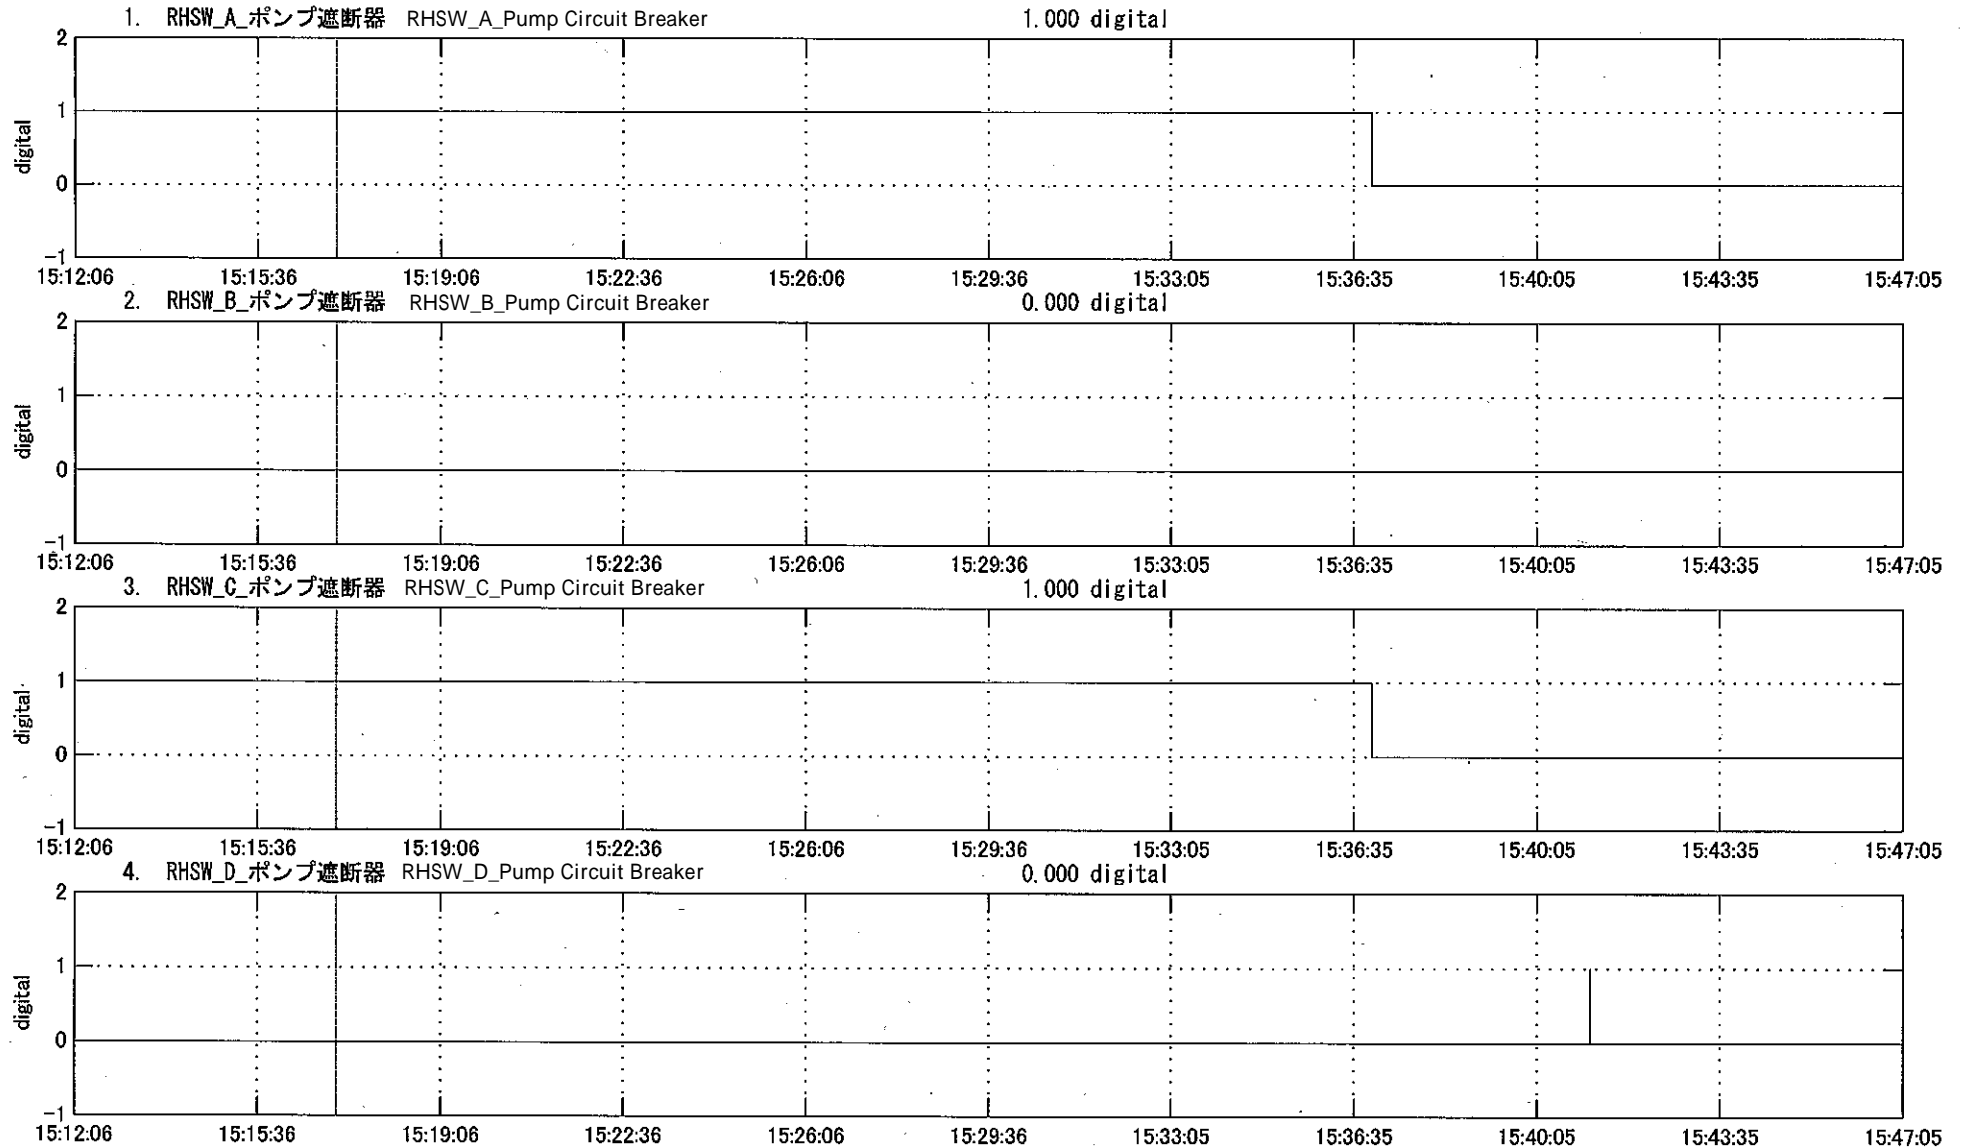 1. RHSW_A_ポンプ遮断器 RHSW_A_Pump Circuit Breaker 1.000 digital
2
1
digital
0
-1
15:12:06 15:15:36 15:19:06 15:22:36 15:26:06 15:29:36 15:33:05 15:36:35 15:40:05 15:43:35 15:47:05
2. RHSW_B_ポンプ遮断器 RHSW_B_Pump Circuit Breaker 0.000 digital
2
1
digital
0
-1
15:12:06 15:15:36 15:19:06 15:22:36 15:26:06 15:29:36 15:33:05 15:36:35 15:40:05 15:43:35 15:47:05
3. RHSW_C_ポンプ遮断器 RHSW_C_Pump Circuit Breaker 1.000 digital
2
1
digital
0
-1
15:12:06 15:15:36 15:19:06 15:22:36 15:26:06 15:29:36 15:33:05 15:36:35 15:40:05 15:43:35 15:47:05
4. RHSW_D_ポンプ遮断器 RHSW_D_Pump Circuit Breaker 0.000 digital
2
1
digital
0
-1
15:12:06 15:15:36 15:19:06 15:22:36 15:26:06 15:29:36 15:33:05 15:36:35 15:40:05 15:43:35 15:47:05